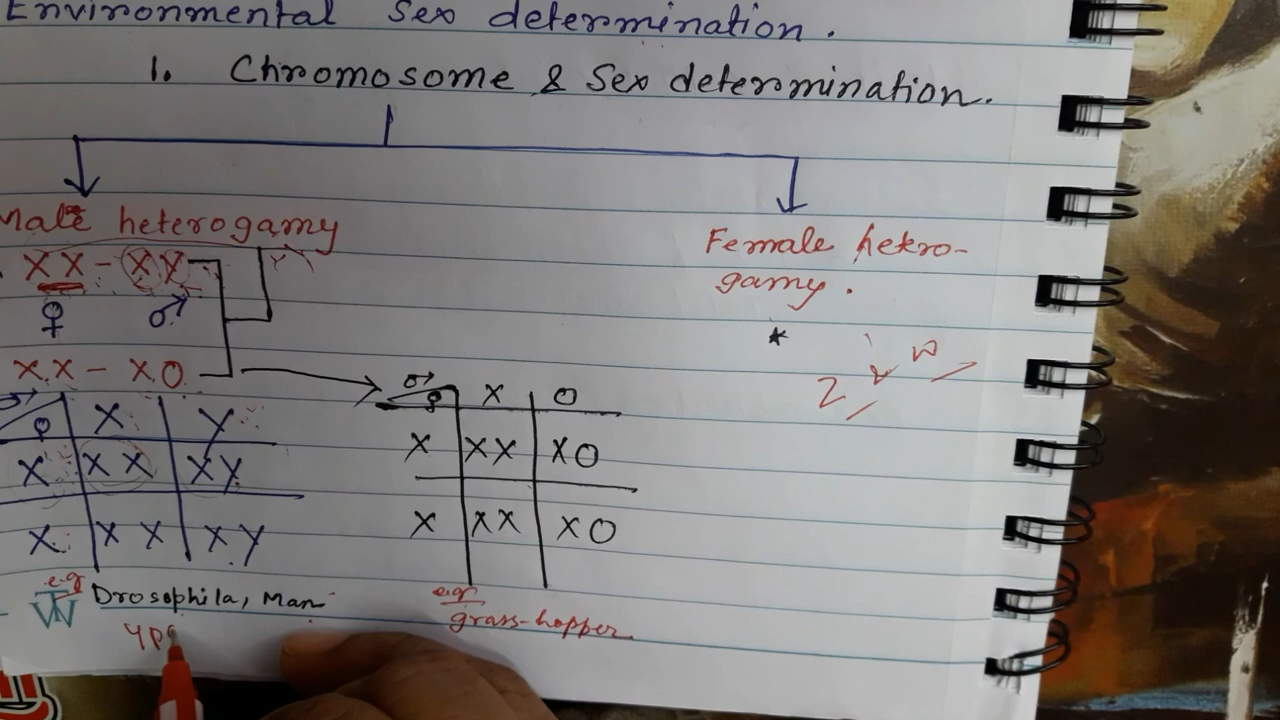 Environmental Sex determination.
1. Chromosome & Sex determination.
Male heterogamy
Female hetro-
gamy.
XX - XY
♀ ♂
*
Z W
XX - XO
♂ X Y
♀
X XX XY
X XX XY
♂ X O
♀
X XX XO
X XX XO
e.g
Drosophila, Man
e.g
grass-hopper